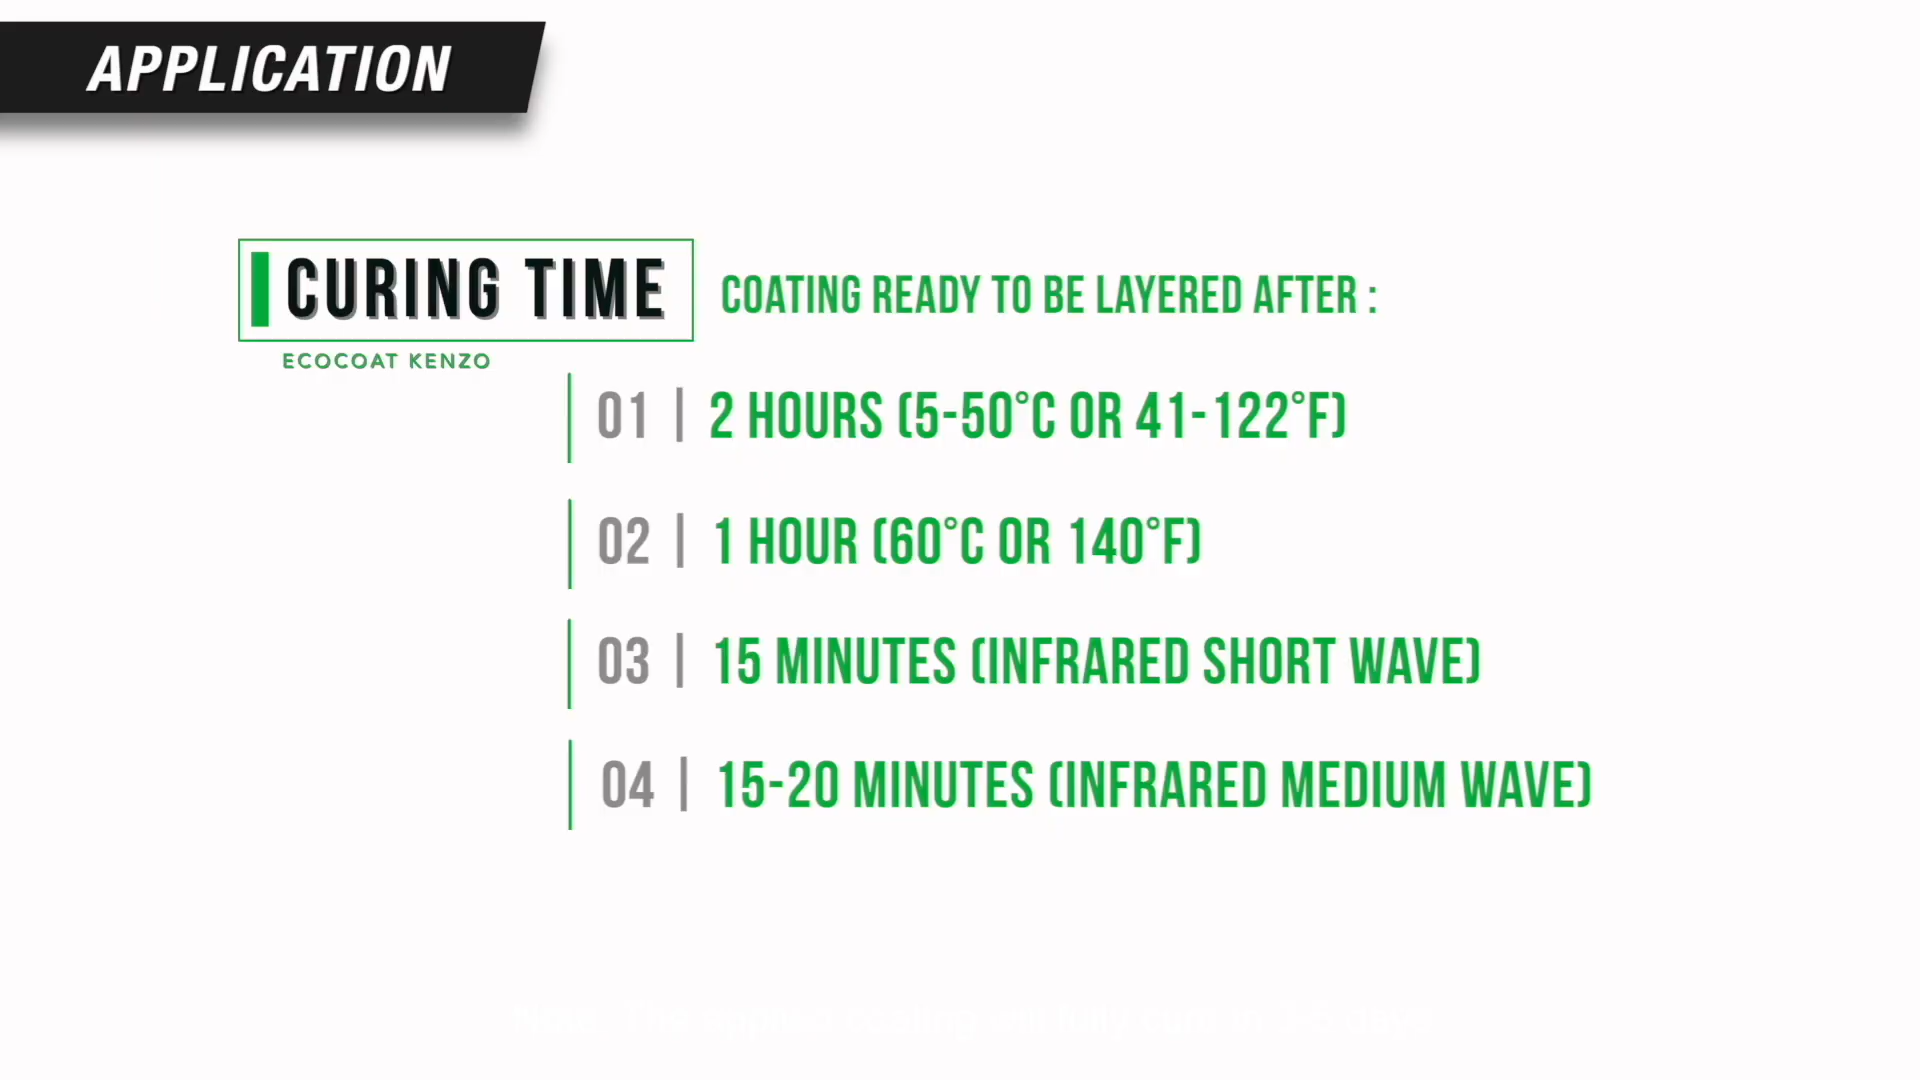 APPLICATION
CURING TIME
COATING READY TO BE LAYERED AFTER :
ECOCOAT KENZO
01 | 2 HOURS (5-50°C OR 41-122°F)
02 | 1 HOUR (60°C OR 140°F)
03 | 15 MINUTES (INFRARED SHORT WAVE)
04 | 15-20 MINUTES (INFRARED MEDIUM WAVE)